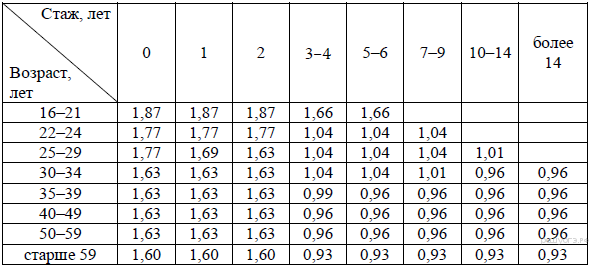 Стаж, лет
Возраст, лет
0 1 2 3–4 5–6 7–9 10–14 более 14
16–21 1,87 1,87 1,87 1,66 1,66
22–24 1,77 1,77 1,77 1,04 1,04 1,04
25–29 1,77 1,69 1,63 1,04 1,04 1,04 1,01
30–34 1,63 1,63 1,63 1,04 1,04 1,01 0,96 0,96
35–39 1,63 1,63 1,63 0,99 0,96 0,96 0,96 0,96
40–49 1,63 1,63 1,63 0,96 0,96 0,96 0,96 0,96
50–59 1,63 1,63 1,63 0,96 0,96 0,96 0,96 0,96
старше 59 1,60 1,60 1,60 0,93 0,93 0,93 0,93 0,93